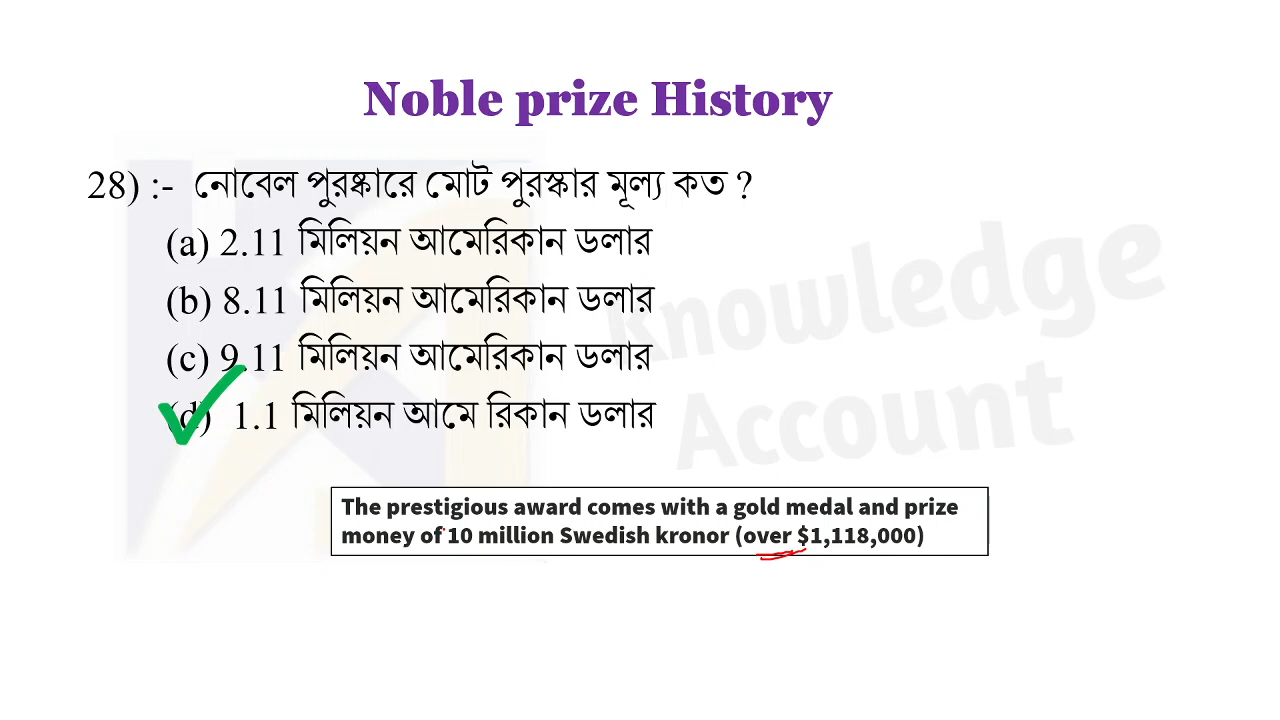 Noble prize History
28) :- নোবেল পুরষ্কারে মোট পুরস্কার মূল্য কত ?
(a) 2.11 মিলিয়ন আমেরিকান ডলার
(b) 8.11 মিলিয়ন আমেরিকান ডলার
(c) 9.11 মিলিয়ন আমেরিকান ডলার
(d) 1.1 মিলিয়ন আমে রিকান ডলার
Knowledge
Account
The prestigious award comes with a gold medal and prize
money of 10 million Swedish kronor (over $1,118,000)